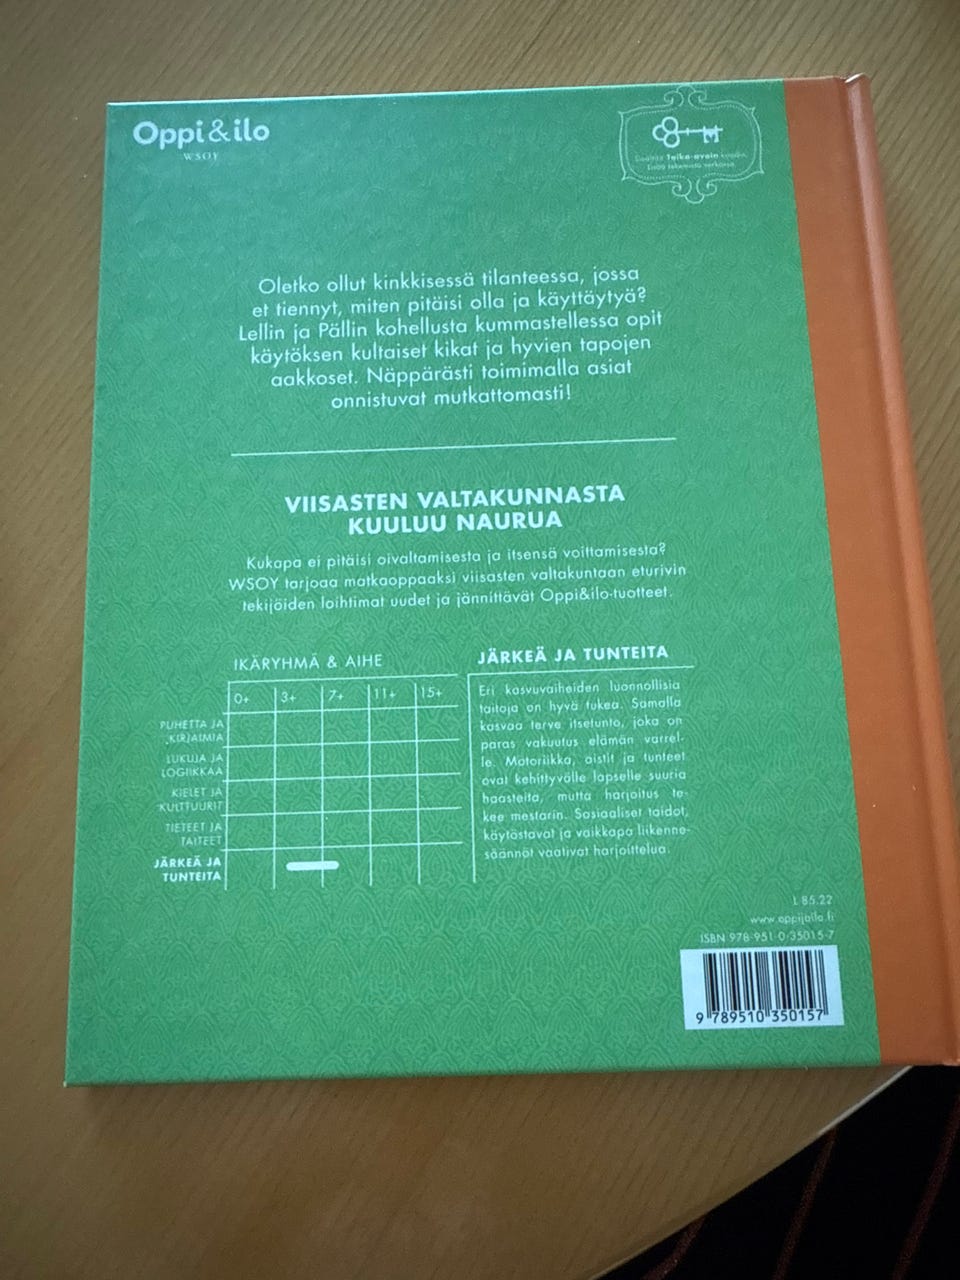 Oppi&ilo
WSOY
Sisältää Taika-avain kuvakn.
Lisää tekemistä verkossa.
Oletko ollut kinkkisessä tilanteessa, jossa
et tiennyt, miten pitäisi olla ja käyttäytyä?
Lellin ja Pällin kohellusta kummastellessa opit
käytöksen kultaiset kikat ja hyvien tapojen
aakkoset. Näppärästi toimimalla asiat
onnistuvat mutkattomasti!
VIISASTEN VALTAKUNNASTA
KUULUU NAURUA
Kukapa ei pitäisi oivaltamisesta ja itsensä voittamisesta?
WSOY tarjoaa matkaoppaaksi viisasten valtakuntaan eturivin
tekijöiden loihtimat uudet ja jännittävät Oppi&ilo-tuotteet.
IKÄRYHMÄ & AIHE
0+ 3+ 7+ 11+ 15+
PUHETTA JA
KIRJAIMIA
LUKUJA JA
LOGIIKKAA
KIELET JA
KULTTUURIT
TIETEET JA
TAITEET
JÄRKEÄ JA
TUNTEITA
JÄRKEÄ JA TUNTEITA
Eri kasvuvaiheiden luonnollisia
taitoja on hyvä tukea. Samalla
kasvaa terve itsetunto, joka on
paras vakuutus elämän varrel-
le. Motoriikka, aistit ja tunteet
ovat kehittyvälle lapselle suuria
haasteita, mutta harjoitus te-
kee mestarin. Sosiaaliset taidot,
käytöstavat ja vaikkapa liikenne-
säännöt vaativat harjoittelua.
L 85.22
www.oppijailo.fi
ISBN 978-951-0-35015-7
9 789510 350157